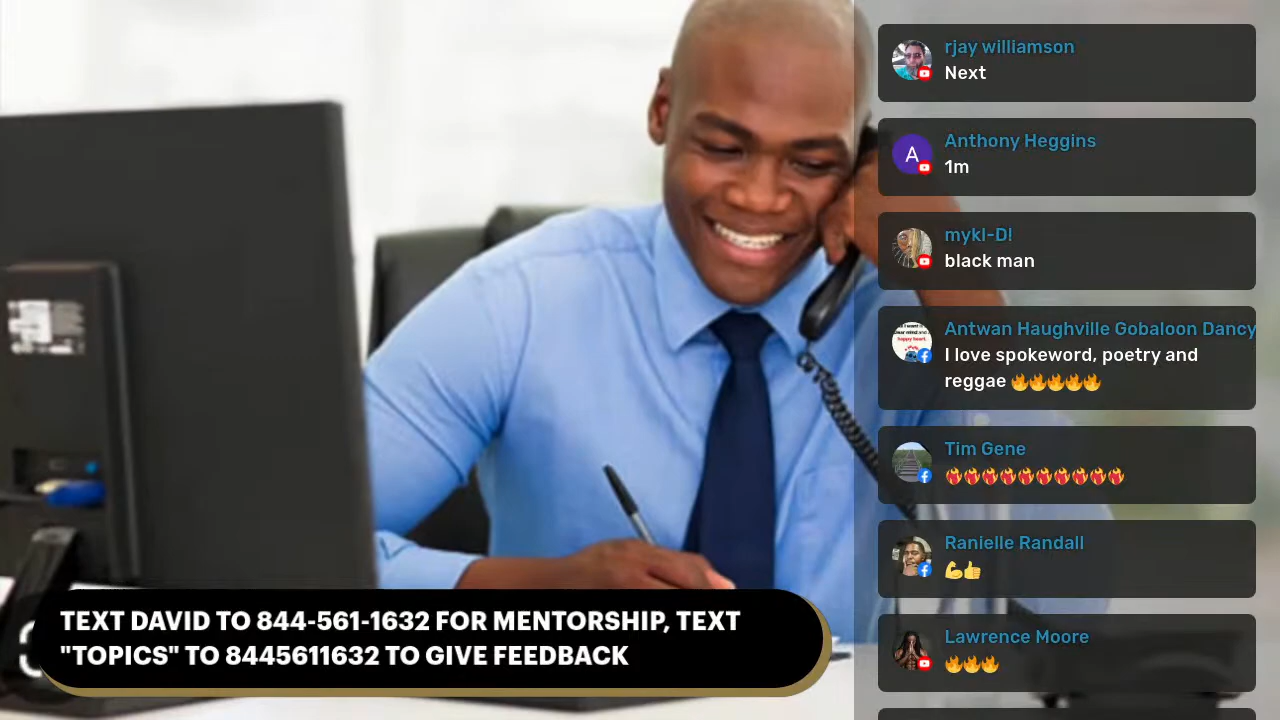 rjay williamson
Next
A
Anthony Heggins
1m
mykl-D!
black man
Antwan Haughville Gobaloon Dancy
I love spokeword, poetry and
reggae 🔥🔥🔥🔥🔥
Tim Gene
❤️‍🔥❤️‍🔥❤️‍🔥❤️‍🔥❤️‍🔥❤️‍🔥❤️‍🔥❤️‍🔥❤️‍🔥❤️‍🔥
Ranielle Randall
💪👍
Lawrence Moore
🔥🔥🔥
TEXT DAVID TO 844-561-1632 FOR MENTORSHIP, TEXT
"TOPICS" TO 8445611632 TO GIVE FEEDBACK